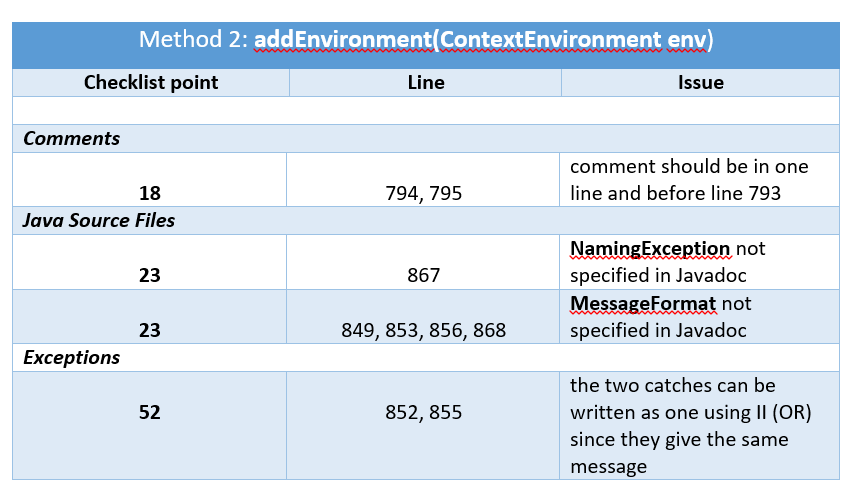 Method 2: addEnvironment(ContextEnvironment env)
Checklist point Line Issue
Comments
18 794, 795 comment should be in one
line and before line 793
Java Source Files
23 867 NamingException not
specified in Javadoc
23 849, 853, 856, 868 MessageFormat not
specified in Javadoc
Exceptions
52 852, 855 the two catches can be
written as one using II (OR)
since they give the same
message